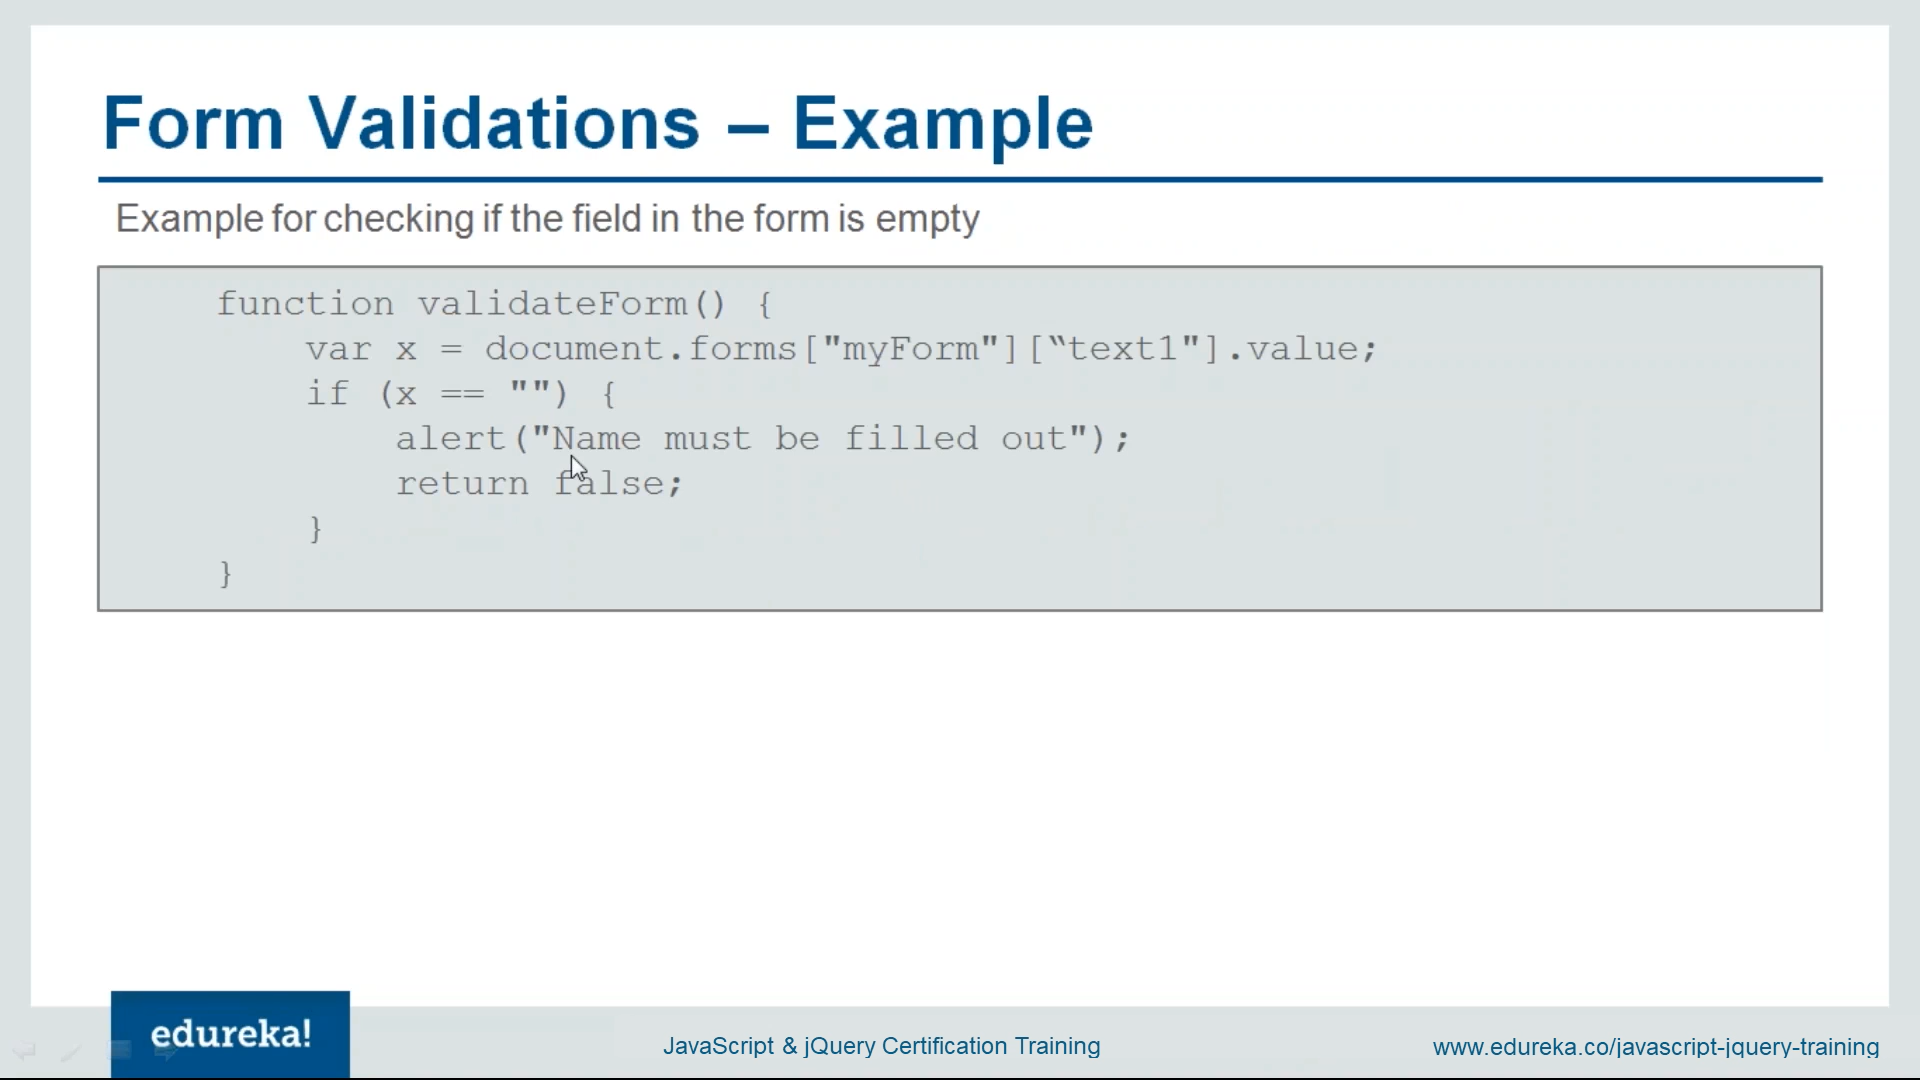 Form Validations – Example
Example for checking if the field in the form is empty
function validateForm() {
var x = document.forms["myForm"][“text1"].value;
if (x == "") {
alert("Name must be filled out");
return false;
}
}
edureka!
JavaScript & jQuery Certification Training
www.edureka.co/javascript-jquery-training